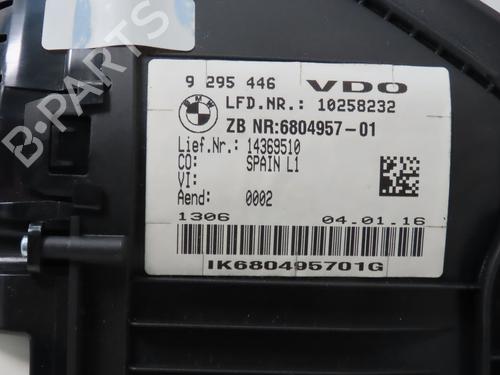 9 295 446 VDO
BMW LFD.NR.: 10258232
ZB NR:6804957-01
Lief.Nr.: 14369510
CO: SPAIN L1
VI:
Aend: 0002
1306 04.01.16
IK680495701G
B-PARTS